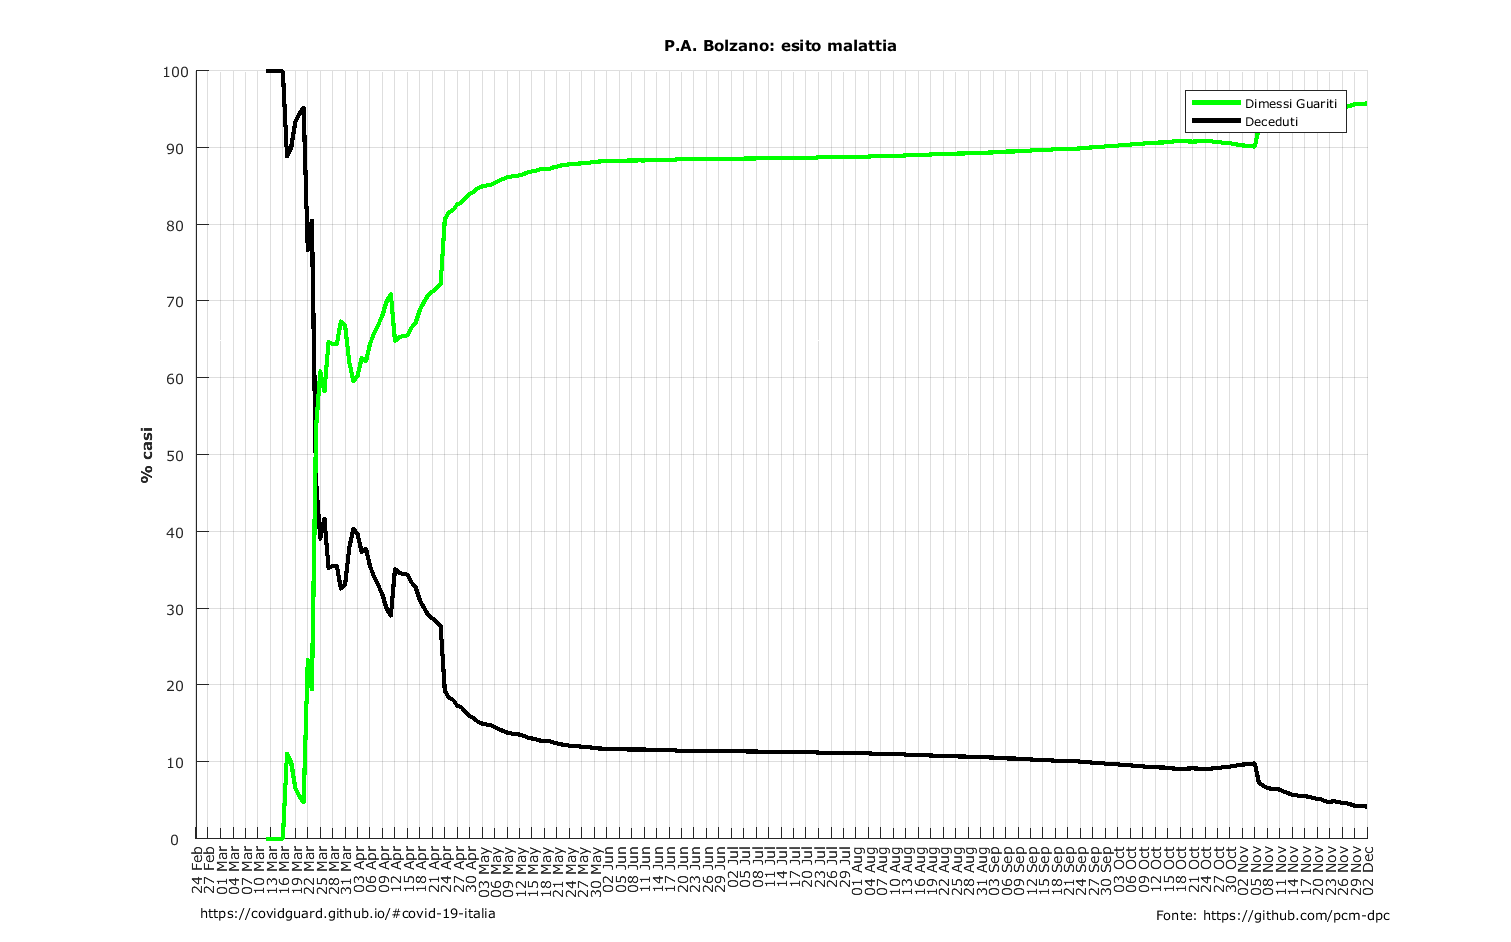 P.A. Bolzano: esito malattia
% casi
100
90
80
70
60
50
40
30
20
10
0
Dimessi Guariti
Deceduti
24 Feb
27 Feb
01 Mar
04 Mar
07 Mar
10 Mar
13 Mar
16 Mar
19 Mar
22 Mar
25 Mar
28 Mar
31 Mar
03 Apr
06 Apr
09 Apr
12 Apr
15 Apr
18 Apr
21 Apr
24 Apr
27 Apr
30 Apr
03 May
06 May
09 May
12 May
15 May
18 May
21 May
24 May
27 May
30 May
02 Jun
05 Jun
08 Jun
11 Jun
14 Jun
17 Jun
20 Jun
23 Jun
26 Jun
29 Jun
02 Jul
05 Jul
08 Jul
11 Jul
14 Jul
17 Jul
20 Jul
23 Jul
26 Jul
29 Jul
01 Aug
04 Aug
07 Aug
10 Aug
13 Aug
16 Aug
19 Aug
22 Aug
25 Aug
28 Aug
31 Aug
03 Sep
06 Sep
09 Sep
12 Sep
15 Sep
18 Sep
21 Sep
24 Sep
27 Sep
30 Sep
03 Oct
06 Oct
09 Oct
12 Oct
15 Oct
18 Oct
21 Oct
24 Oct
27 Oct
30 Oct
02 Nov
05 Nov
08 Nov
11 Nov
14 Nov
17 Nov
20 Nov
23 Nov
26 Nov
29 Nov
02 Dec
https://covidguard.github.io/#covid-19-italia
Fonte: https://github.com/pcm-dpc